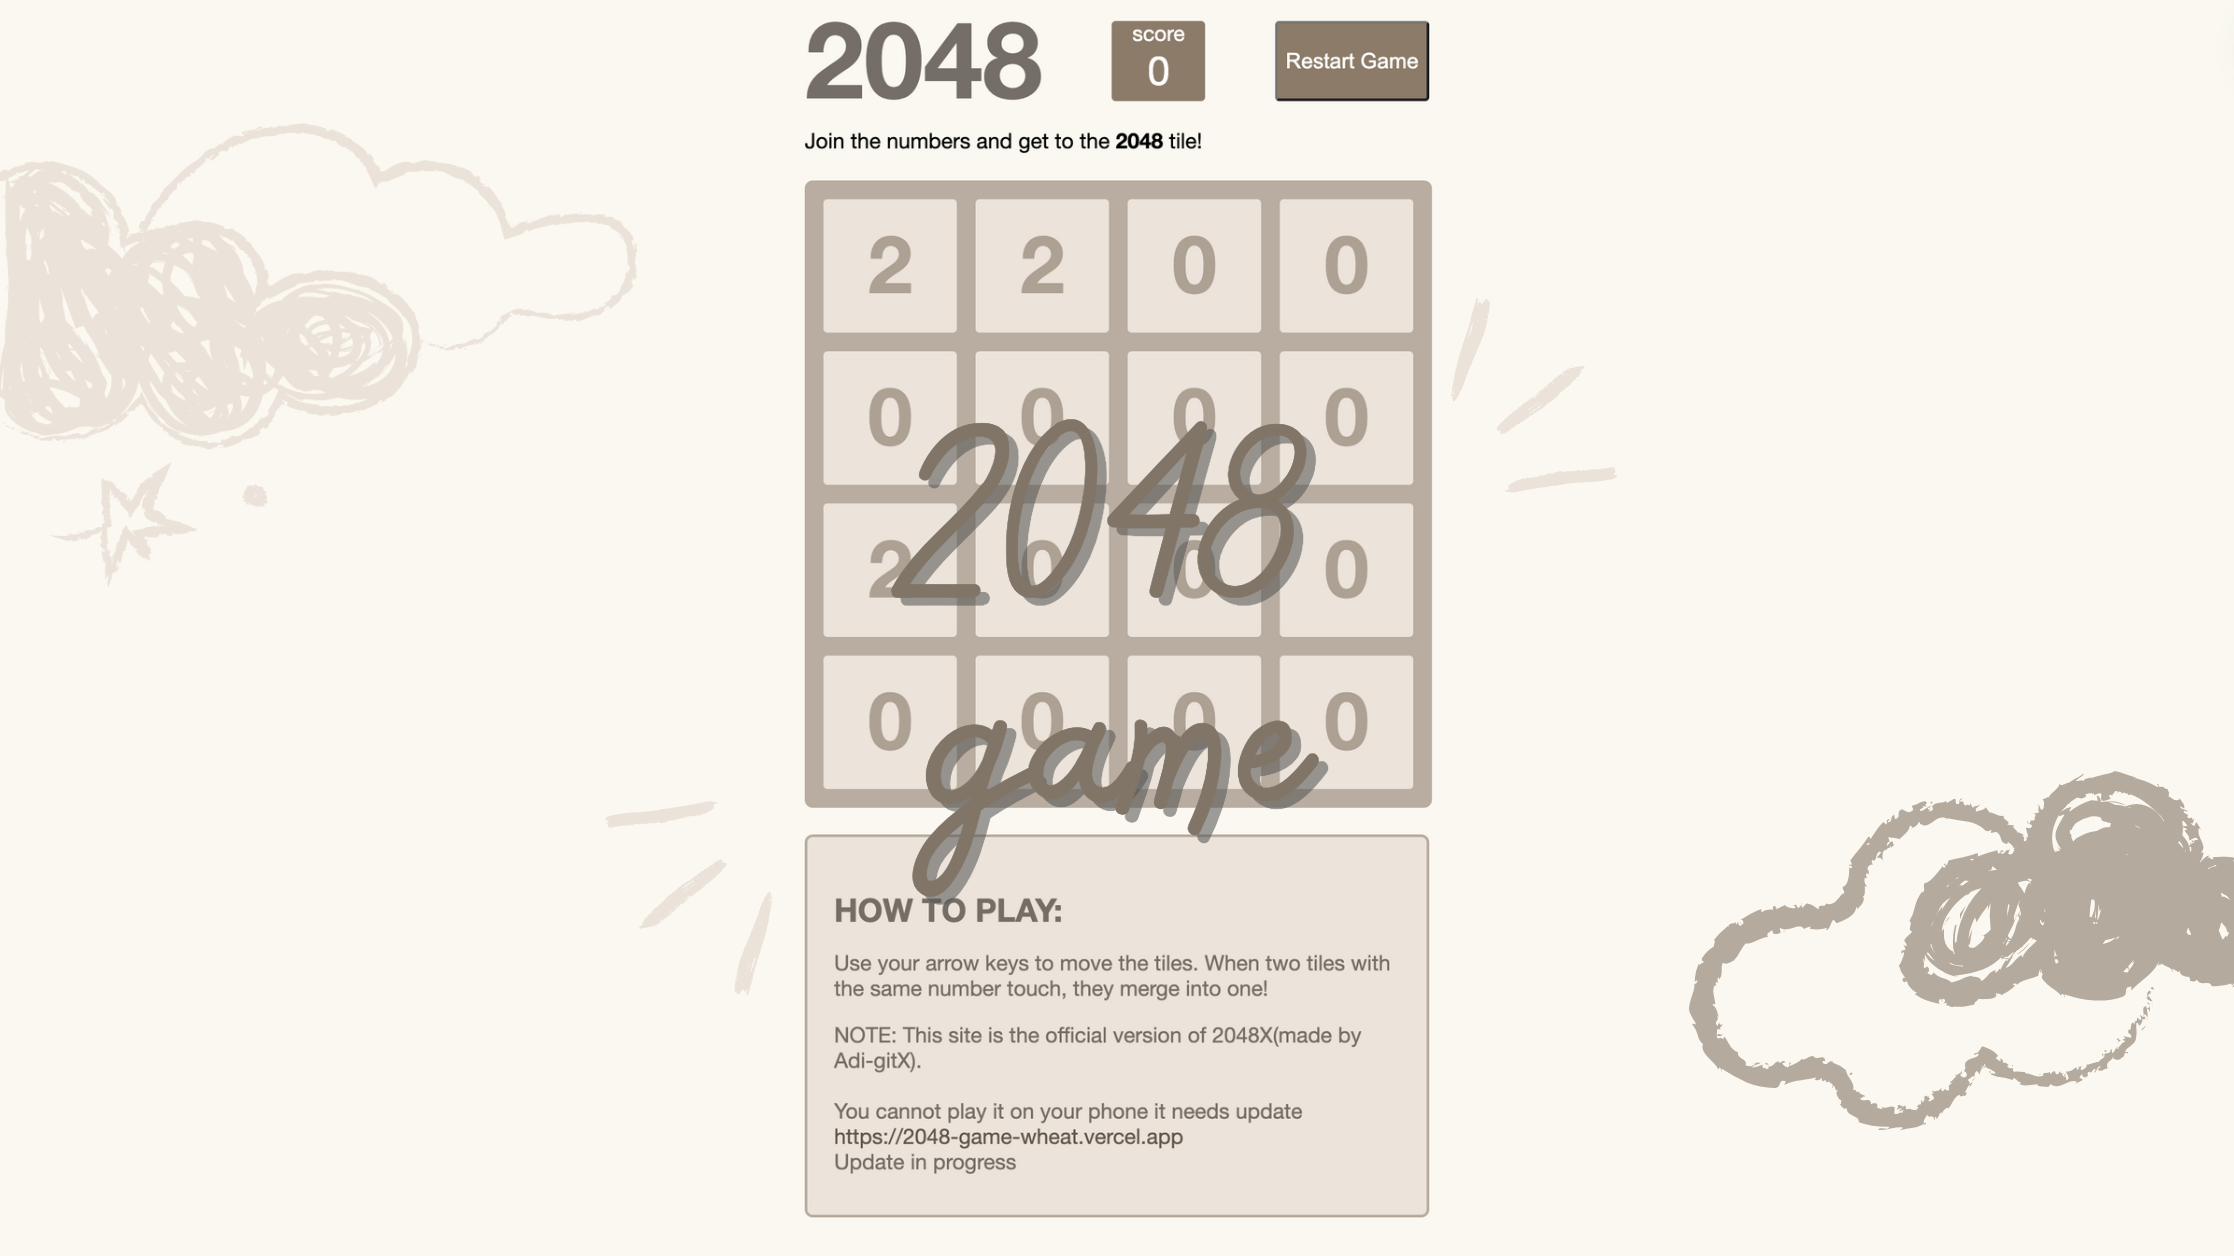 2048
score
0
Restart Game
Join the numbers and get to the 2048 tile!
2 2 0 0
0 0 0 0
2 0 0 0
0 0 0 0
2048
game
HOW TO PLAY:
Use your arrow keys to move the tiles. When two tiles with
the same number touch, they merge into one!
NOTE: This site is the official version of 2048X(made by
Adi-gitX).
You cannot play it on your phone it needs update
https://2048-game-wheat.vercel.app
Update in progress